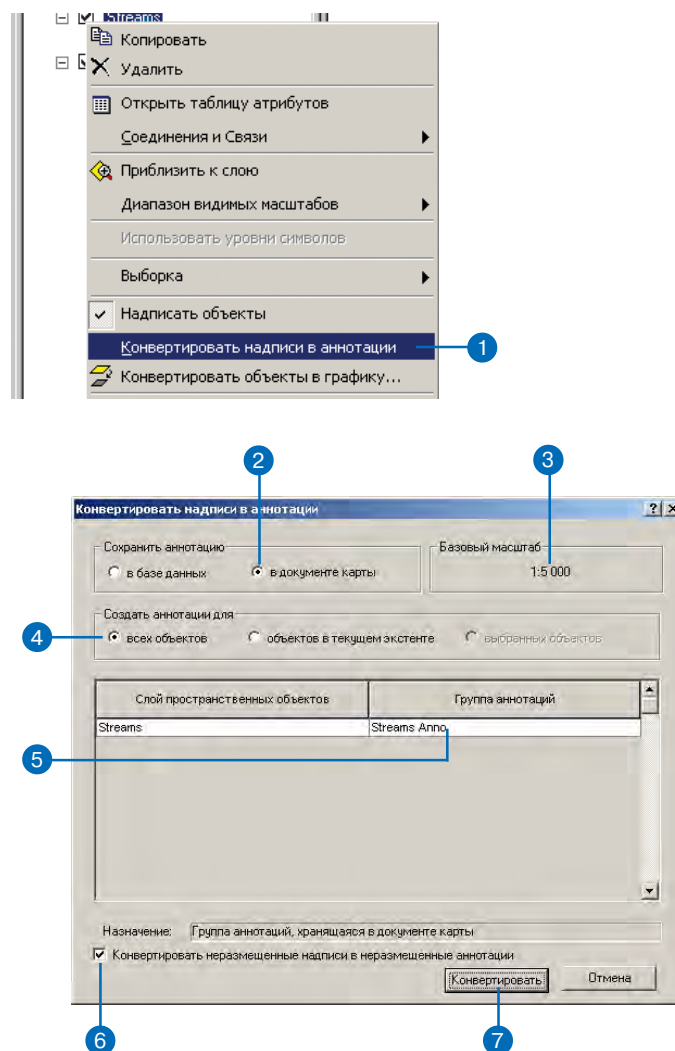 Streams
Копировать
Удалить
Открыть таблицу атрибутов
Соединения и Связи
Приблизить к слою
Диапазон видимых масштабов
Использовать уровни символов
Выборка
Надписать объекты
Конвертировать надписи в аннотации
1
Конвертировать объекты в графику...
2
3
Конвертировать надписи в аннотации
Сохранить аннотацию
Базовый масштаб
в базе данных
в документе карты
1:5 000
Создать аннотации для
4
всех объектов
объектов в текущем экстенте
выбранных объектов
Слой пространственных объектов
Группа аннотаций
Streams
Streams Anno
5
Назначение:
Группа аннотаций, хранящаяся в документе карты
Конвертировать неразмещенные надписи в неразмещенные аннотации
Конвертировать
Отмена
6
7